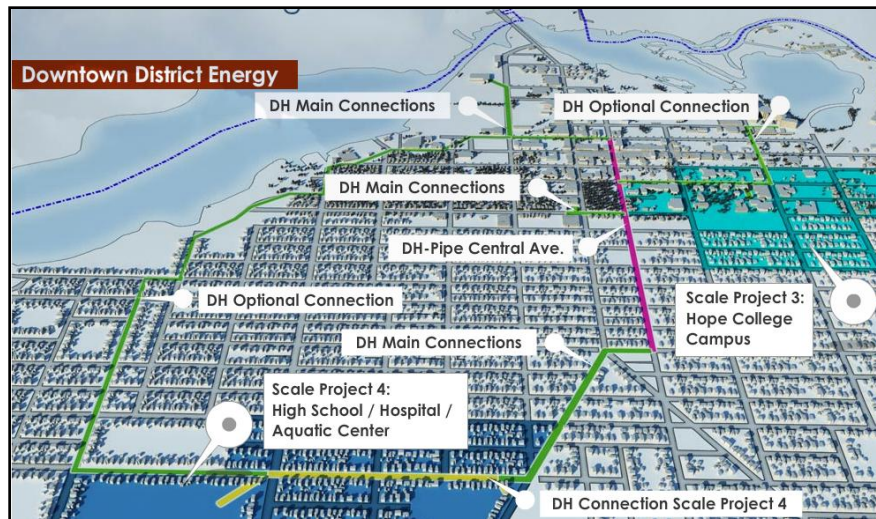 Downtown District Energy
DH Main Connections
DH Optional Connection
DH Main Connections
DH-Pipe Central Ave.
DH Optional Connection
Scale Project 3:
Hope College
Campus
DH Main Connections
Scale Project 4:
High School / Hospital /
Aquatic Center
DH Connection Scale Project 4